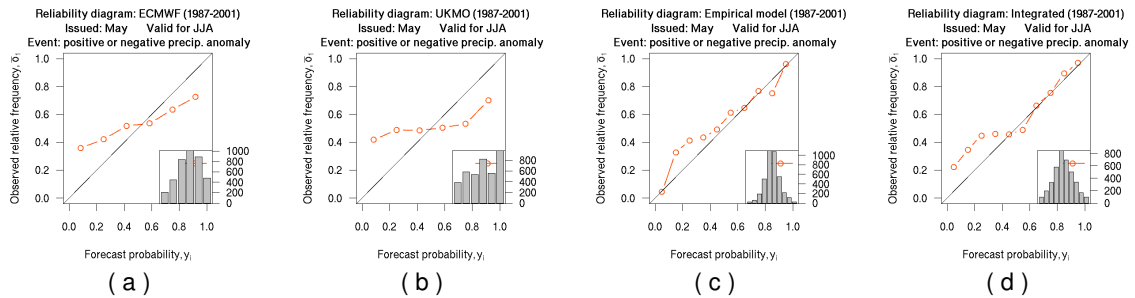 Reliability diagram: ECMWF (1987-2001)
Issued: May Valid for JJA
Event: positive or negative precip. anomaly
Observed relative frequency, ō₁
1.0
0.8
0.6
0.4
0.2
0.0
1000
800
600
400
200
0
0.0 0.2 0.4 0.6 0.8 1.0
Forecast probability, yᵢ
(a)
Reliability diagram: UKMO (1987-2001)
Issued: May Valid for JJA
Event: positive or negative precip. anomaly
Observed relative frequency, ō₁
1.0
0.8
0.6
0.4
0.2
0.0
800
600
400
200
0
0.0 0.2 0.4 0.6 0.8 1.0
Forecast probability, yᵢ
(b)
Reliability diagram: Empirical model (1987-2001)
Issued: May Valid for JJA
Event: positive or negative precip. anomaly
Observed relative frequency, ō₁
1.0
0.8
0.6
0.4
0.2
0.0
1000
800
600
400
200
0
0.0 0.2 0.4 0.6 0.8 1.0
Forecast probability, yᵢ
(c)
Reliability diagram: Integrated (1987-2001)
Issued: May Valid for JJA
Event: positive or negative precip. anomaly
Observed relative frequency, ō₁
1.0
0.8
0.6
0.4
0.2
0.0
800
600
400
200
0
0.0 0.2 0.4 0.6 0.8 1.0
Forecast probability, yᵢ
(d)